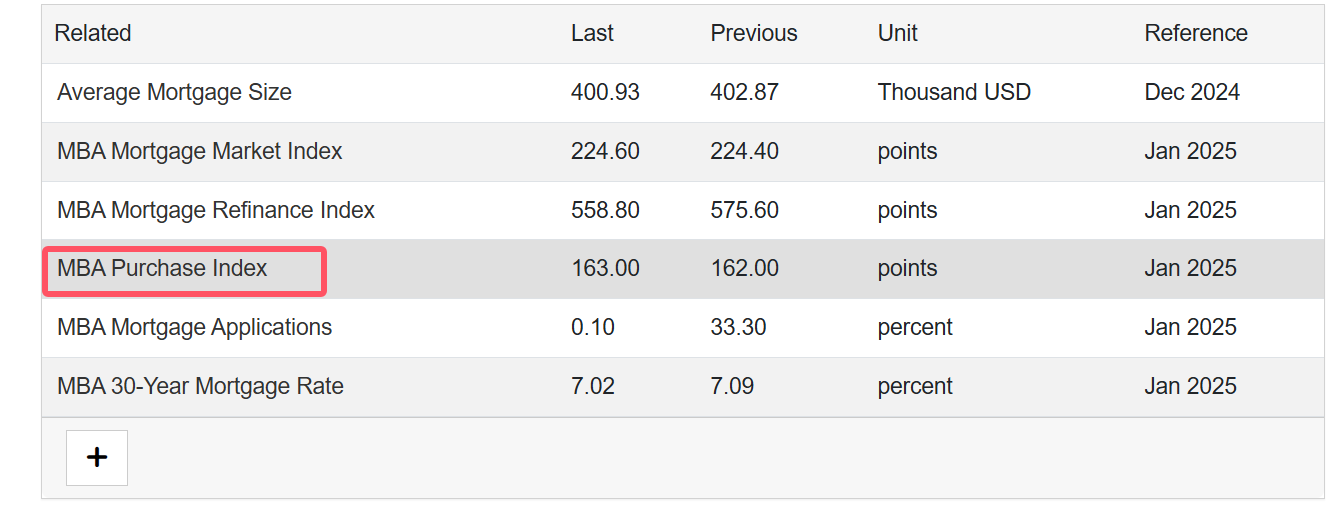 Related Last Previous Unit Reference
Average Mortgage Size 400.93 402.87 Thousand USD Dec 2024
MBA Mortgage Market Index 224.60 224.40 points Jan 2025
MBA Mortgage Refinance Index 558.80 575.60 points Jan 2025
MBA Purchase Index 163.00 162.00 points Jan 2025
MBA Mortgage Applications 0.10 33.30 percent Jan 2025
MBA 30-Year Mortgage Rate 7.02 7.09 percent Jan 2025
+